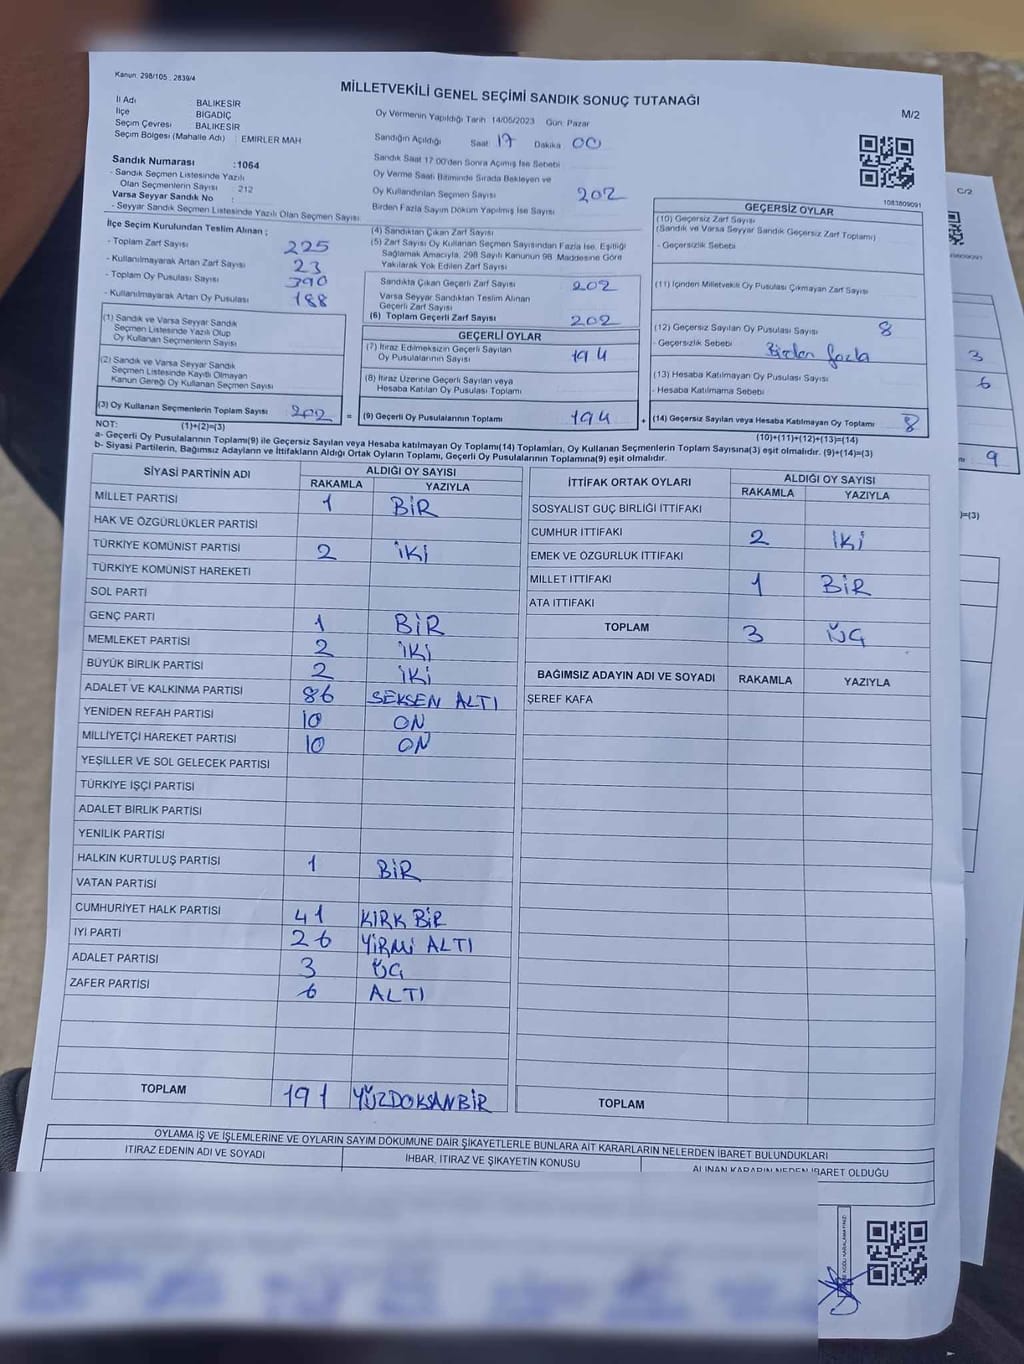 Kanun: 298/105 , 2839/4
MİLLETVEKİLİ GENEL SEÇİMİ SANDIK SONUÇ TUTANAĞI
M/2
İl Adı BALIKESİR
İlçe BİGADİÇ
Seçim Çevresi BALIKESİR
Seçim Bölgesi (Mahalle Adı) : EMİRLER MAH
Oy Vermenin Yapıldığı Tarih 14/05/2023 Gün: Pazar
Sandığın Açıldığı Saat 17 Dakika 00
Sandık Saat 17:00'den Sonra Açılmış İse Sebebi
Oy Verme Saati Bitiminde Sırada Bekleyen ve
Oy Kullandırılan Seçmen Sayısı 202
Birden Fazla Sayım Döküm Yapılmış İse Sayısı
Sandık Numarası :1064
- Sandık Seçmen Listesinde Yazılı
Olan Seçmenlerin Sayısı : 212
Varsa Seyyar Sandık No :
- Seyyar Sandık Seçmen Listesinde Yazılı Olan Seçmen Sayısı:
1083809091
İlçe Seçim Kurulundan Teslim Alınan ;
- Toplam Zarf Sayısı 225
- Kullanılmayarak Artan Zarf Sayısı 23
- Toplam Oy Pusulası Sayısı 390
- Kullanılmayarak Artan Oy Pusulası 188
(1) Sandık ve Varsa Seyyar Sandık
Seçmen Listesinde Yazılı Olup
Oy Kullanan Seçmenlerin Sayısı
(2) Sandık ve Varsa Seyyar Sandık
Seçmen Listesinde Kayıtlı Olmayan
Kanun Gereği Oy Kullanan Seçmen Sayısı
(3) Oy Kullanan Seçmenlerin Toplam Sayısı 202 =
(1)+(2)=(3)
(4) Sandıktan Çıkan Zarf Sayısı
(5) Zarf Sayısı Oy Kullanan Seçmen Sayısından Fazla İse, Eşitliği
Sağlamak Amacıyla, 298 Sayılı Kanunun 98. Maddesine Göre
Yakılarak Yok Edilen Zarf Sayısı
Sandıkta Çıkan Geçerli Zarf Sayısı 202
Varsa Seyyar Sandıktan Teslim Alınan
Geçerli Zarf Sayısı
(6) Toplam Geçerli Zarf Sayısı 202
GEÇERLİ OYLAR
(7) İtiraz Edilmeksizin Geçerli Sayılan
Oy Pusulalarının Sayısı 194
(8) İtiraz Üzerine Geçerli Sayılan veya
Hesaba Katılan Oy Pusulası Toplamı
(9) Geçerli Oy Pusulalarının Toplamı 194 +
GEÇERSİZ OYLAR
(10) Geçersiz Zarf Sayısı
(Sandık ve Varsa Seyyar Sandık Geçersiz Zarf Toplamı)
- Geçersizlik Sebebi
(11) İçinden Milletvekili Oy Pusulası Çıkmayan Zarf Sayısı
(12) Geçersiz Sayılan Oy Pusulası Sayısı 8
- Geçersizlik Sebebi Birden fazla
(13) Hesaba Katılmayan Oy Pusulası Sayısı
- Hesaba Katılmama Sebebi
(14) Geçersiz Sayılan veya Hesaba Katılmayan Oy Toplamı 8
(10)+(11)+(12)+(13)=(14)
NOT:
a- Geçerli Oy Pusulalarının Toplamı(9) ile Geçersiz Sayılan veya Hesaba katılmayan Oy Toplamı(14) Toplamları, Oy Kullanan Seçmenlerin Toplam Sayısına(3) eşit olmalıdır. (9)+(14)=(3)
b- Siyasi Partilerin, Bağımsız Adayların ve İttifakların Aldığı Ortak Oyların Toplamı, Geçerli Oy Pusulalarının Toplamına(9) eşit olmalıdır.
SİYASİ PARTİNİN ADI ALDIĞI OY SAYISI
RAKAMLA YAZIYLA
MİLLET PARTİSİ 1 BİR
HAK VE ÖZGÜRLÜKLER PARTİSİ
TÜRKİYE KOMÜNİST PARTİSİ 2 İKİ
TÜRKİYE KOMÜNİST HAREKETİ
SOL PARTİ
GENÇ PARTİ 1 BİR
MEMLEKET PARTİSİ 2 İKİ
BÜYÜK BİRLİK PARTİSİ 2 İKİ
ADALET VE KALKINMA PARTİSİ 86 SEKSEN ALTI
YENİDEN REFAH PARTİSİ 10 ON
MİLLİYETÇİ HAREKET PARTİSİ 10 ON
YEŞİLLER VE SOL GELECEK PARTİSİ
TÜRKİYE İŞÇİ PARTİSİ
ADALET BİRLİK PARTİSİ
YENİLİK PARTİSİ
HALKIN KURTULUŞ PARTİSİ 1 BİR
VATAN PARTİSİ
CUMHURİYET HALK PARTİSİ 41 KIRK BİR
İYİ PARTİ 26 YİRMİ ALTI
ADALET PARTİSİ 3 ÜÇ
ZAFER PARTİSİ 6 ALTI
TOPLAM 191 YÜZDOKSANBİR
İTTİFAK ORTAK OYLARI ALDIĞI OY SAYISI
RAKAMLA YAZIYLA
SOSYALİST GÜÇ BİRLİĞİ İTTİFAKI
CUMHUR İTTİFAKI 2 İKİ
EMEK VE ÖZGÜRLÜK İTTİFAKI
MİLLET İTTİFAKI 1 BİR
ATA İTTİFAKI
TOPLAM 3 ÜÇ
BAĞIMSIZ ADAYIN ADI VE SOYADI RAKAMLA YAZIYLA
ŞEREF KAFA
TOPLAM
OYLAMA İŞ VE İŞLEMLERİNE VE OYLARIN SAYIM DÖKÜMÜNE DAİR ŞİKAYETLERLE BUNLARA AİT KARARLARIN NELERDEN İBARET BULUNDUKLARI
İTİRAZ EDENİN ADI VE SOYADI İHBAR, İTİRAZ VE ŞİKAYETİN KONUSU ALINAN KARARIN NEDEN İBARET OLDUĞU
C/2
3
6
9
)=(3)